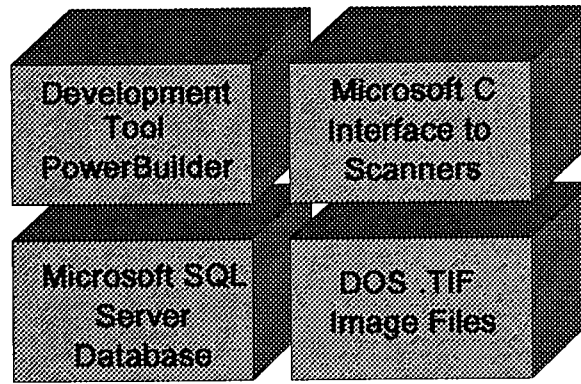 Development
Tool
PowerBuilder
Microsoft C
Interface to
Scanners
Microsoft SQL
Server
Database
DOS .TIF
Image Files